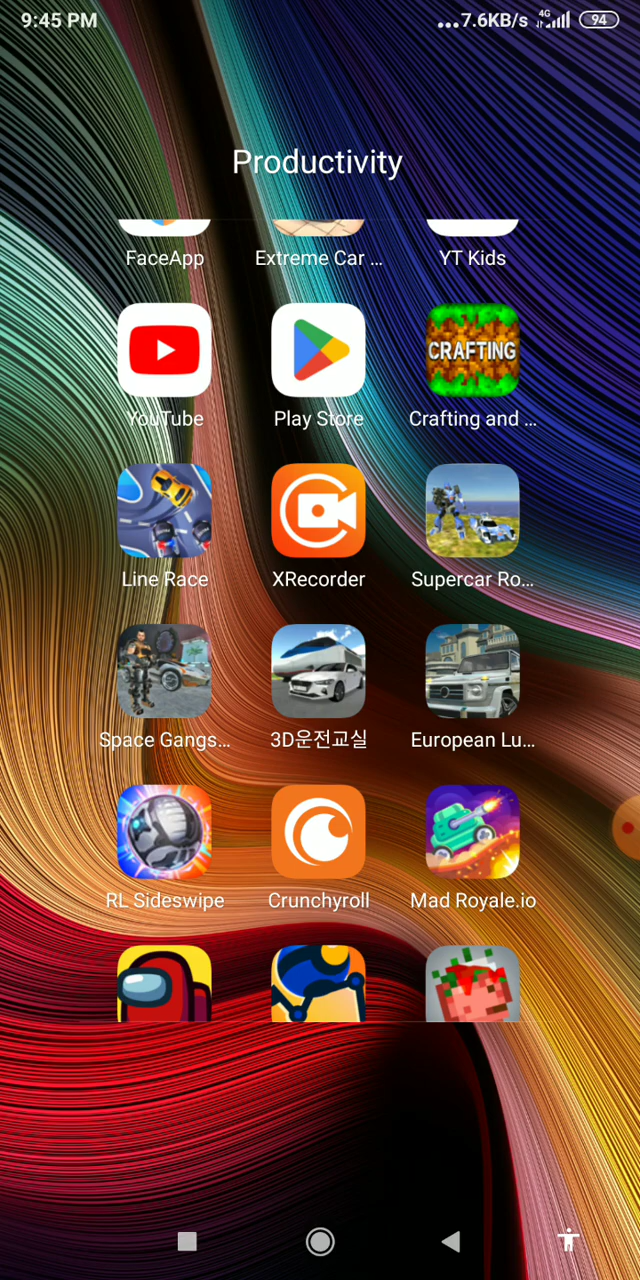 9:45 PM
...7.6KB/s 4G 94
Productivity
FaceApp Extreme Car ... YT Kids
CRAFTING
YouTube Play Store Crafting and ...
Line Race XRecorder Supercar Ro...
Space Gangs... 3D운전교실 European Lu...
RL Sideswipe Crunchyroll Mad Royale.io